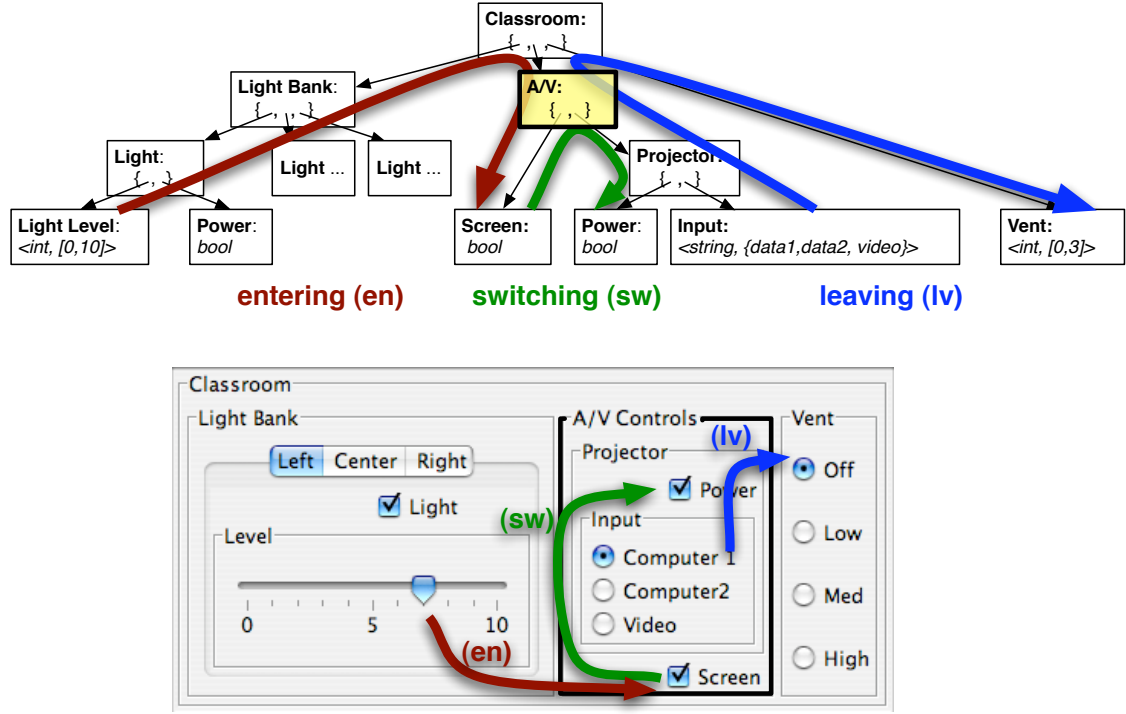 Classroom:
{ , , }
Light Bank:
{ , , }
A/V:
{ , }
Light:
{ , }
Light ...
Light ...
Projector:
{ , }
Light Level:
<int, [0,10]>
Power:
bool
Screen:
bool
Power:
bool
Input:
<string, {data1,data2, video}>
Vent:
<int, [0,3]>
entering (en)
switching (sw)
leaving (lv)
Classroom
Light Bank
A/V Controls
Vent
(lv)
Left Center Right
Projector
Off
Light
Power
(sw)
Level
Input
Low
Computer 1
Computer2
Med
0 5 10
Video
(en)
High
Screen